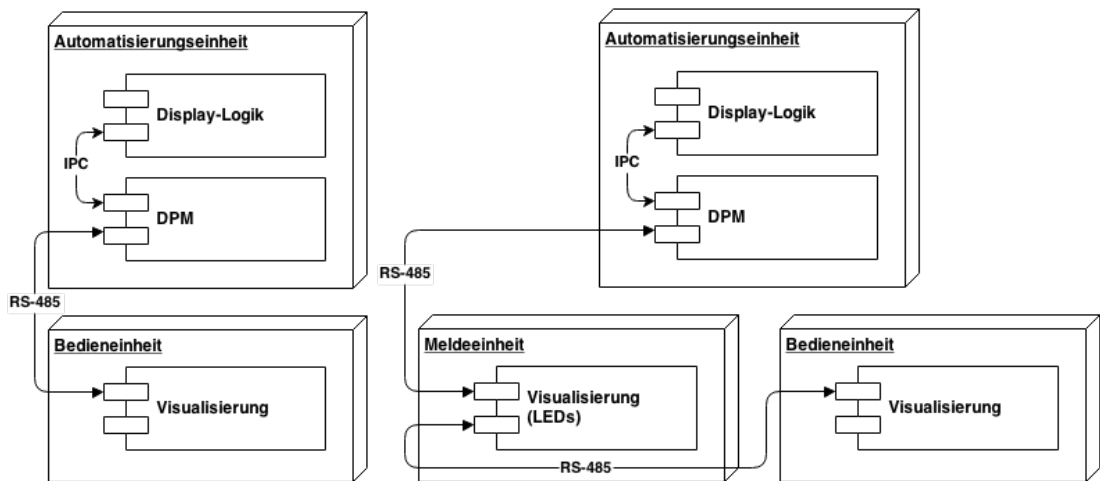 Automatisierungseinheit
Display-Logik
IPC
DPM
RS-485
Bedieneinheit
Visualisierung
Automatisierungseinheit
Display-Logik
IPC
DPM
RS-485
Meldeeinheit
Visualisierung
(LEDs)
RS-485
Bedieneinheit
Visualisierung